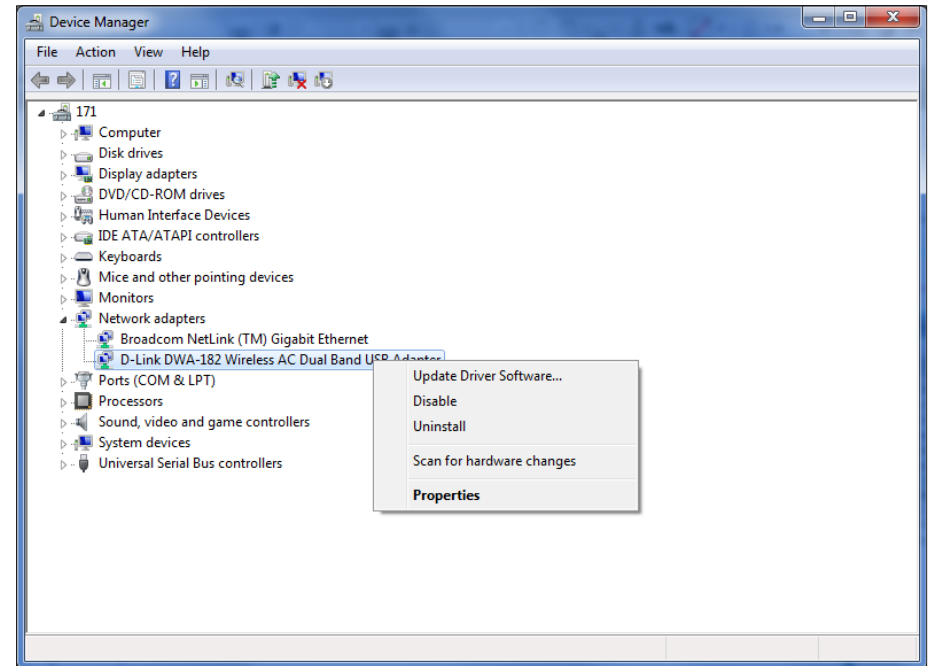 Device Manager
File Action View Help
171
Computer
Disk drives
Display adapters
DVD/CD-ROM drives
Human Interface Devices
IDE ATA/ATAPI controllers
Keyboards
Mice and other pointing devices
Monitors
Network adapters
Broadcom NetLink (TM) Gigabit Ethernet
D-Link DWA-182 Wireless AC Dual Band USB Adapter
Ports (COM & LPT)
Processors
Sound, video and game controllers
System devices
Universal Serial Bus controllers
Update Driver Software...
Disable
Uninstall
Scan for hardware changes
Properties